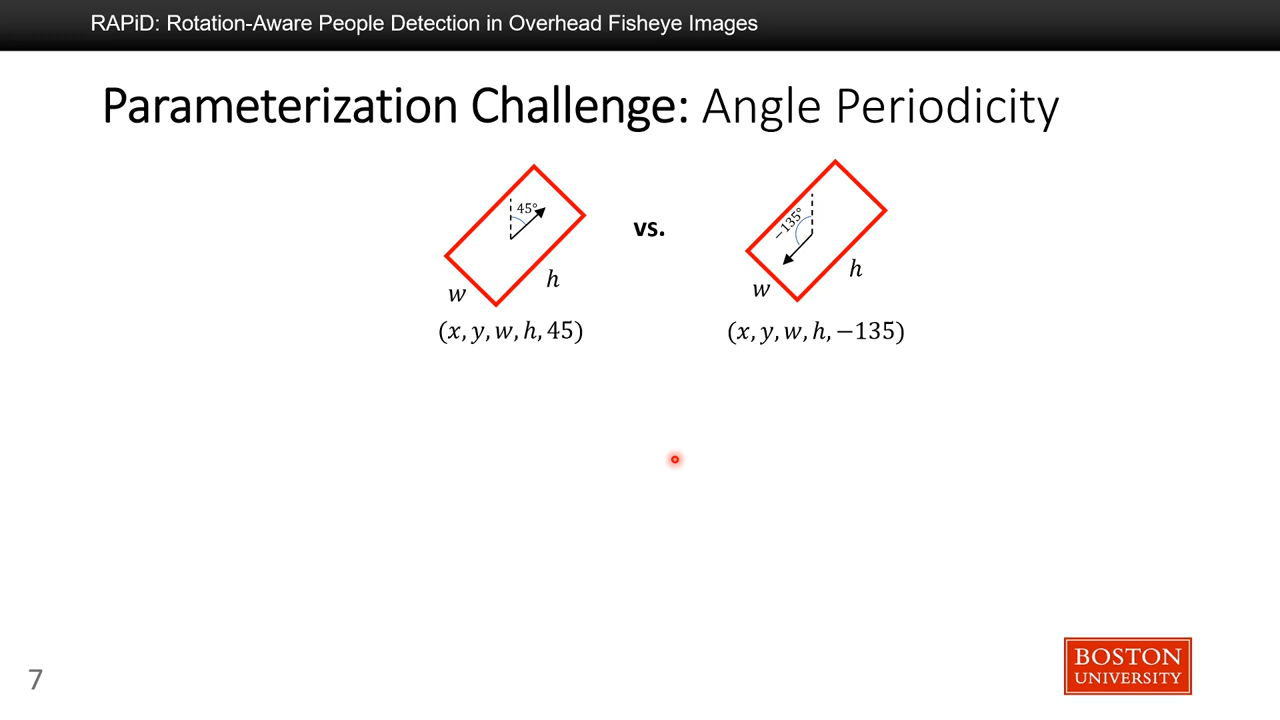 RAPiD: Rotation-Aware People Detection in Overhead Fisheye Images
Parameterization Challenge: Angle Periodicity
45°
w
h
(x, y, w, h, 45)
vs.
−135°
w
h
(x, y, w, h, −135)
7
BOSTON
UNIVERSITY